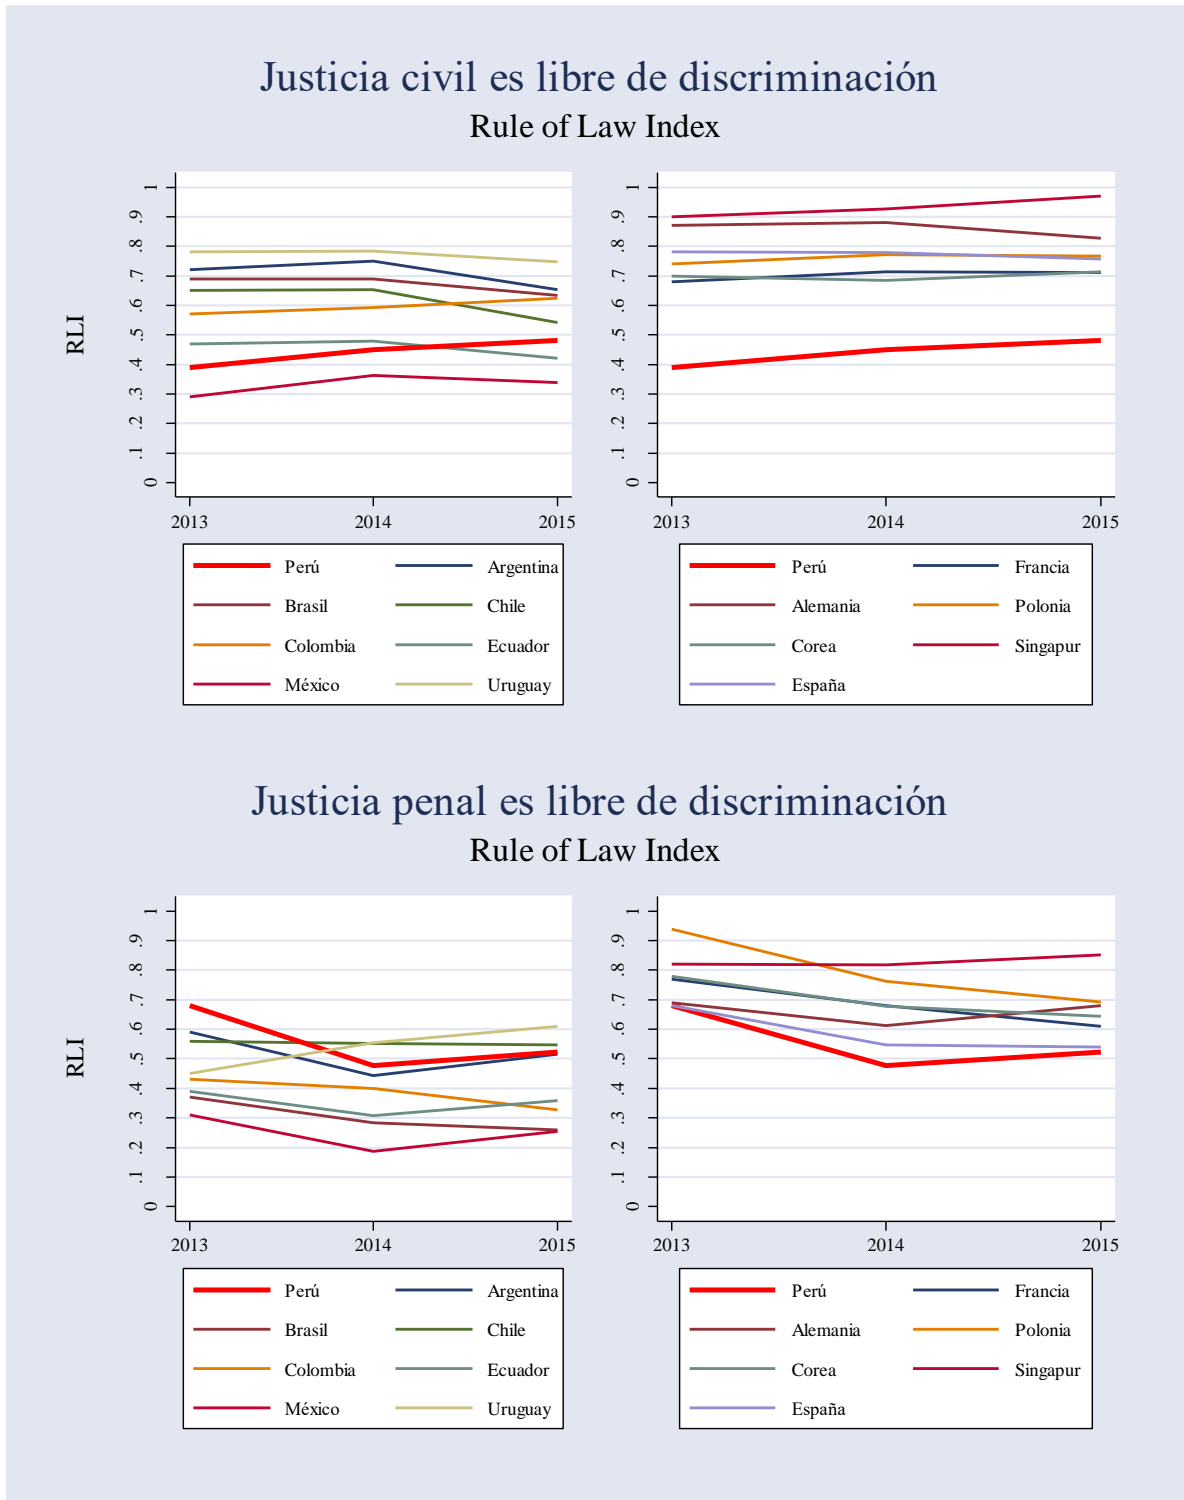 Justicia civil es libre de discriminación
Rule of Law Index
RLI
1
.9
.8
.7
.6
.5
.4
.3
.2
.1
0
2013 2014 2015
Perú Argentina
Brasil Chile
Colombia Ecuador
México Uruguay
1
.9
.8
.7
.6
.5
.4
.3
.2
.1
0
2013 2014 2015
Perú Francia
Alemania Polonia
Corea Singapur
España
Justicia penal es libre de discriminación
Rule of Law Index
RLI
1
.9
.8
.7
.6
.5
.4
.3
.2
.1
0
2013 2014 2015
Perú Argentina
Brasil Chile
Colombia Ecuador
México Uruguay
1
.9
.8
.7
.6
.5
.4
.3
.2
.1
0
2013 2014 2015
Perú Francia
Alemania Polonia
Corea Singapur
España